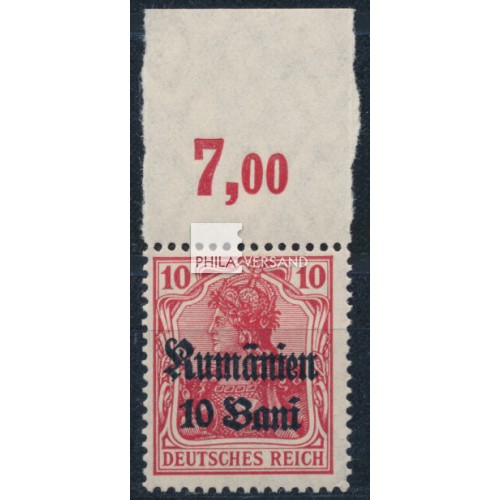 7,00
PHILA VERSAND
10 10
Rumänien
10 Bani
DEUTSCHES REICH